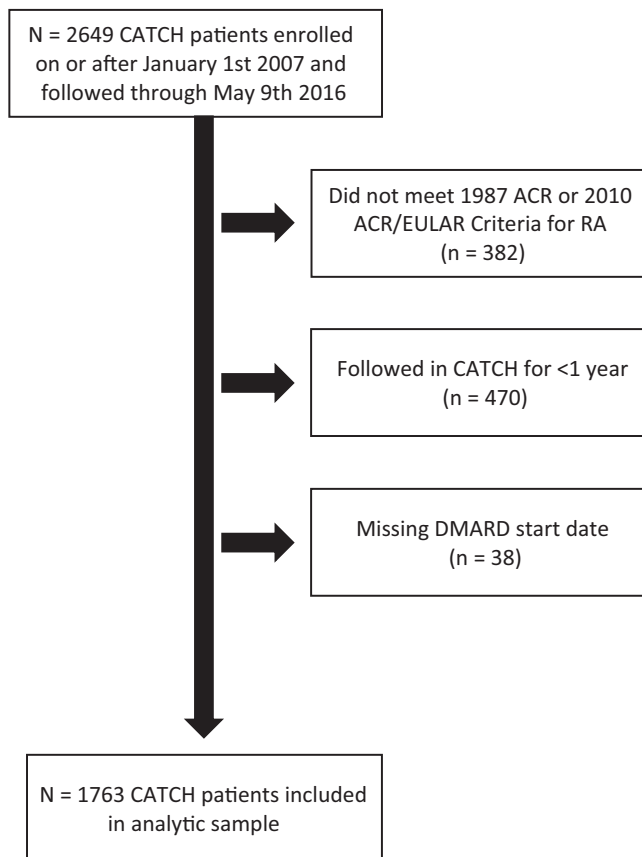 N = 2649 CATCH patients enrolled
on or after January 1st 2007 and
followed through May 9th 2016
Did not meet 1987 ACR or 2010
ACR/EULAR Criteria for RA
(n = 382)
Followed in CATCH for <1 year
(n = 470)
Missing DMARD start date
(n = 38)
N = 1763 CATCH patients included
in analytic sample